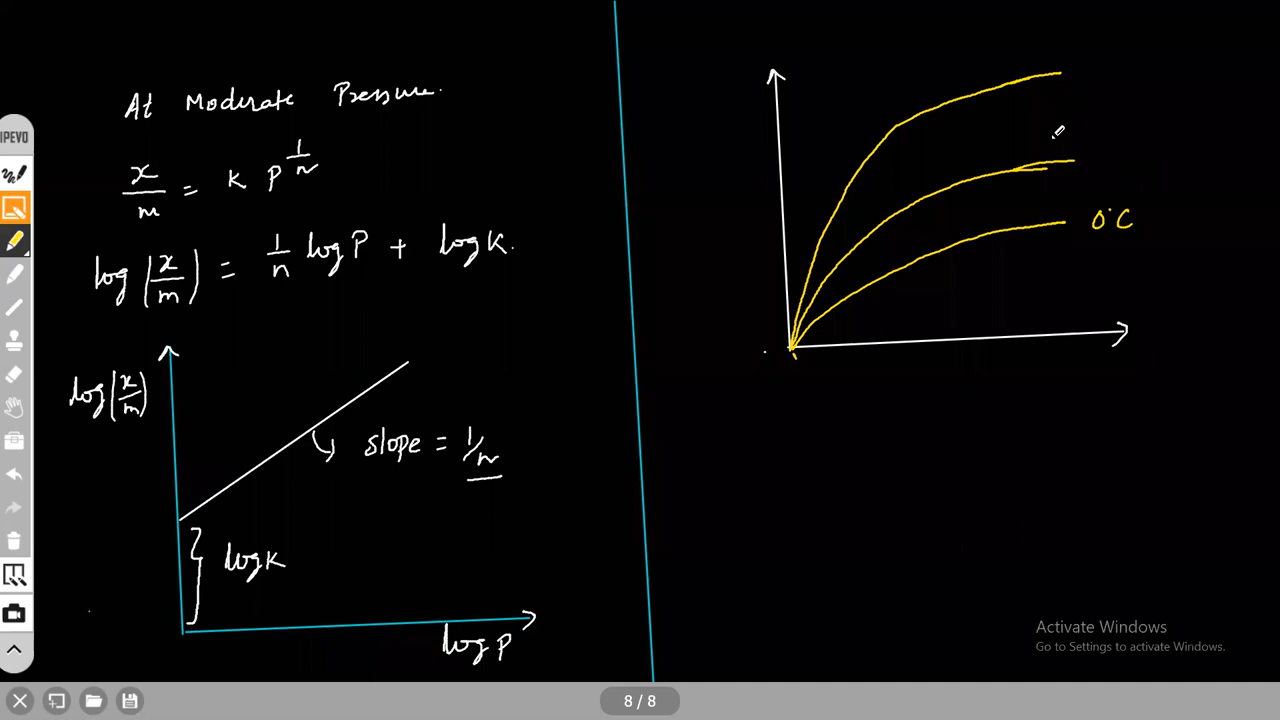 At Moderate Pressure.
x/m = K P^1/n
log (x/m) = 1/n log P + log K.
log (x/m)
slope = 1/n
log K
log P
0°C
IPEVO
Activate Windows
Go to Settings to activate Windows.
8 / 8